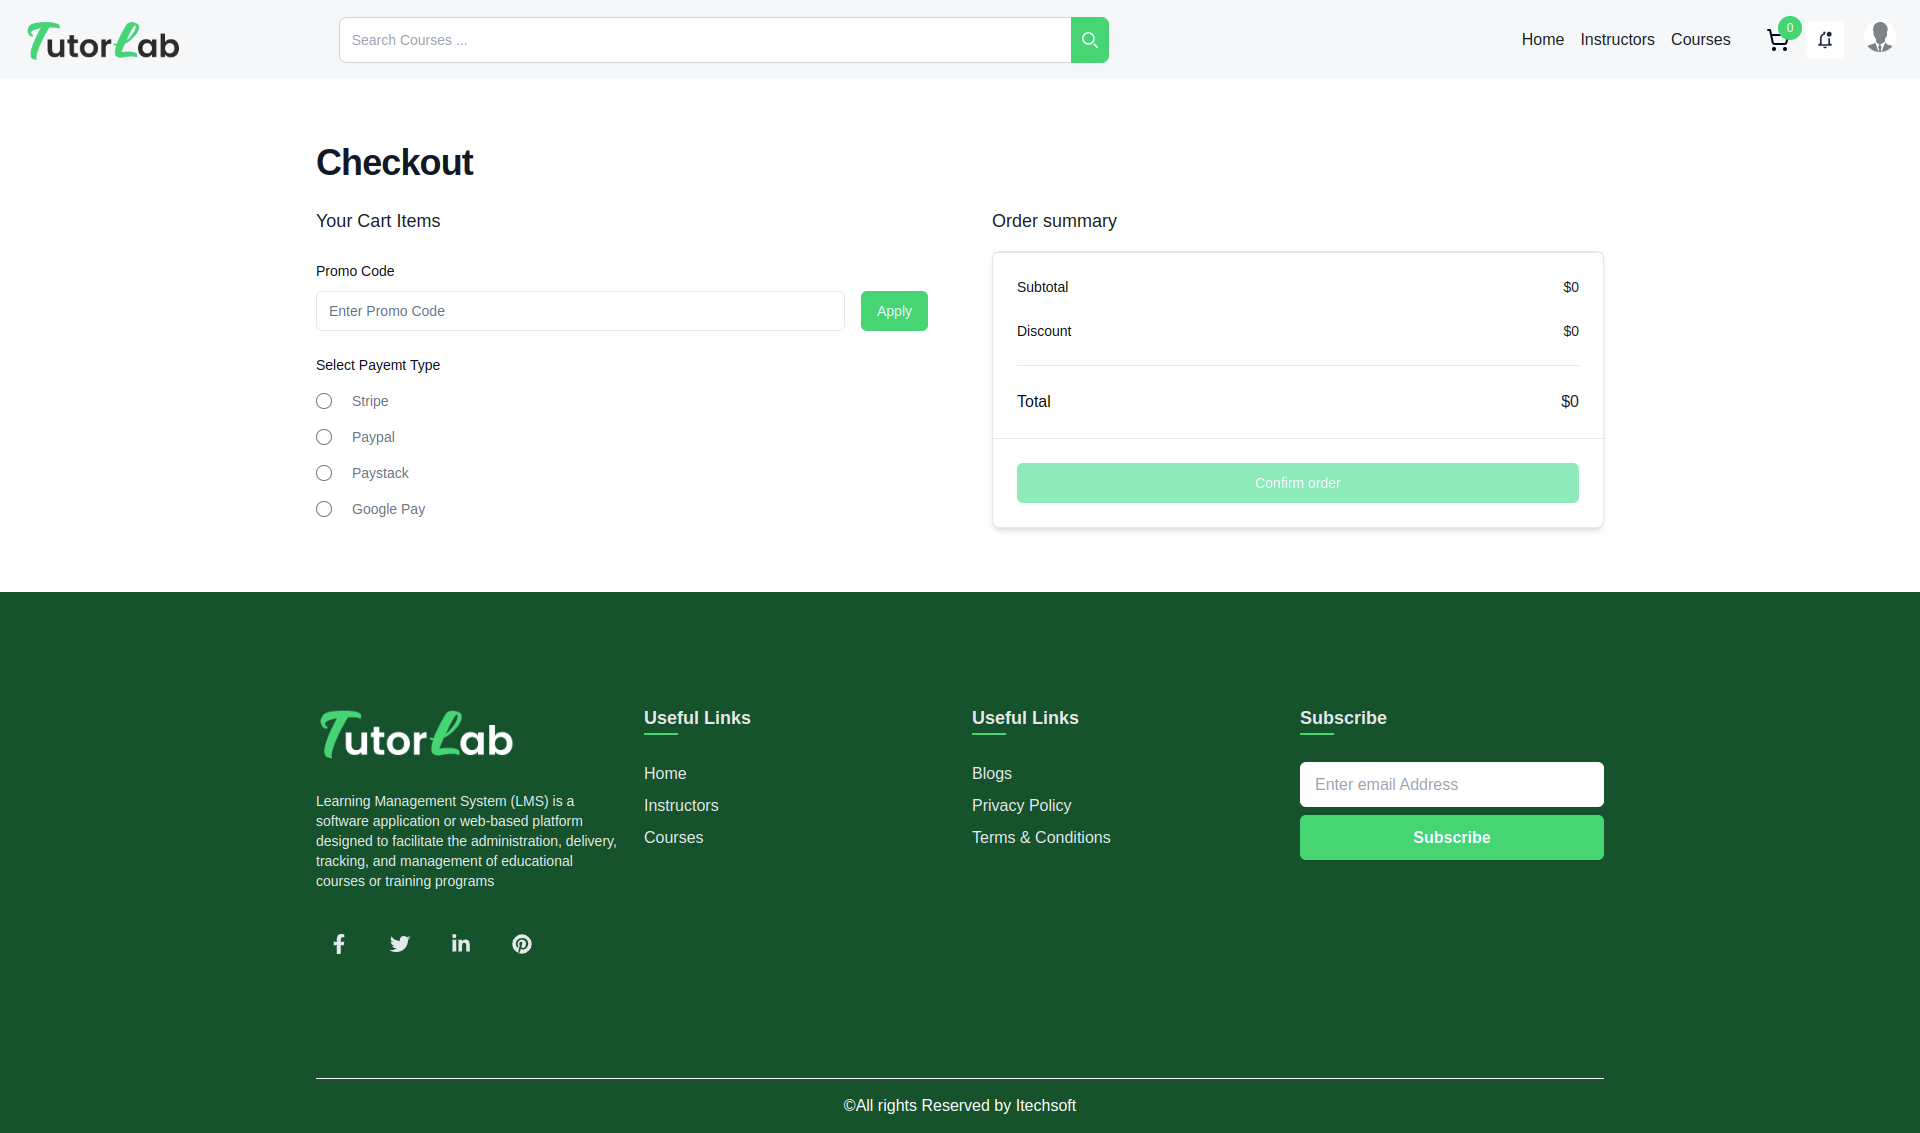 TutorLab
Search Courses ...
Home
Instructors
Courses
0
Checkout
Your Cart Items
Promo Code
Enter Promo Code
Apply
Select Payemt Type
Stripe
Paypal
Paystack
Google Pay
Order summary
Subtotal $0
Discount $0
Total $0
Confirm order
TutorLab
Learning Management System (LMS) is a
software application or web-based platform
designed to facilitate the administration, delivery,
tracking, and management of educational
courses or training programs
Useful Links
Home
Instructors
Courses
Useful Links
Blogs
Privacy Policy
Terms & Conditions
Subscribe
Enter email Address
Subscribe
©All rights Reserved by Itechsoft